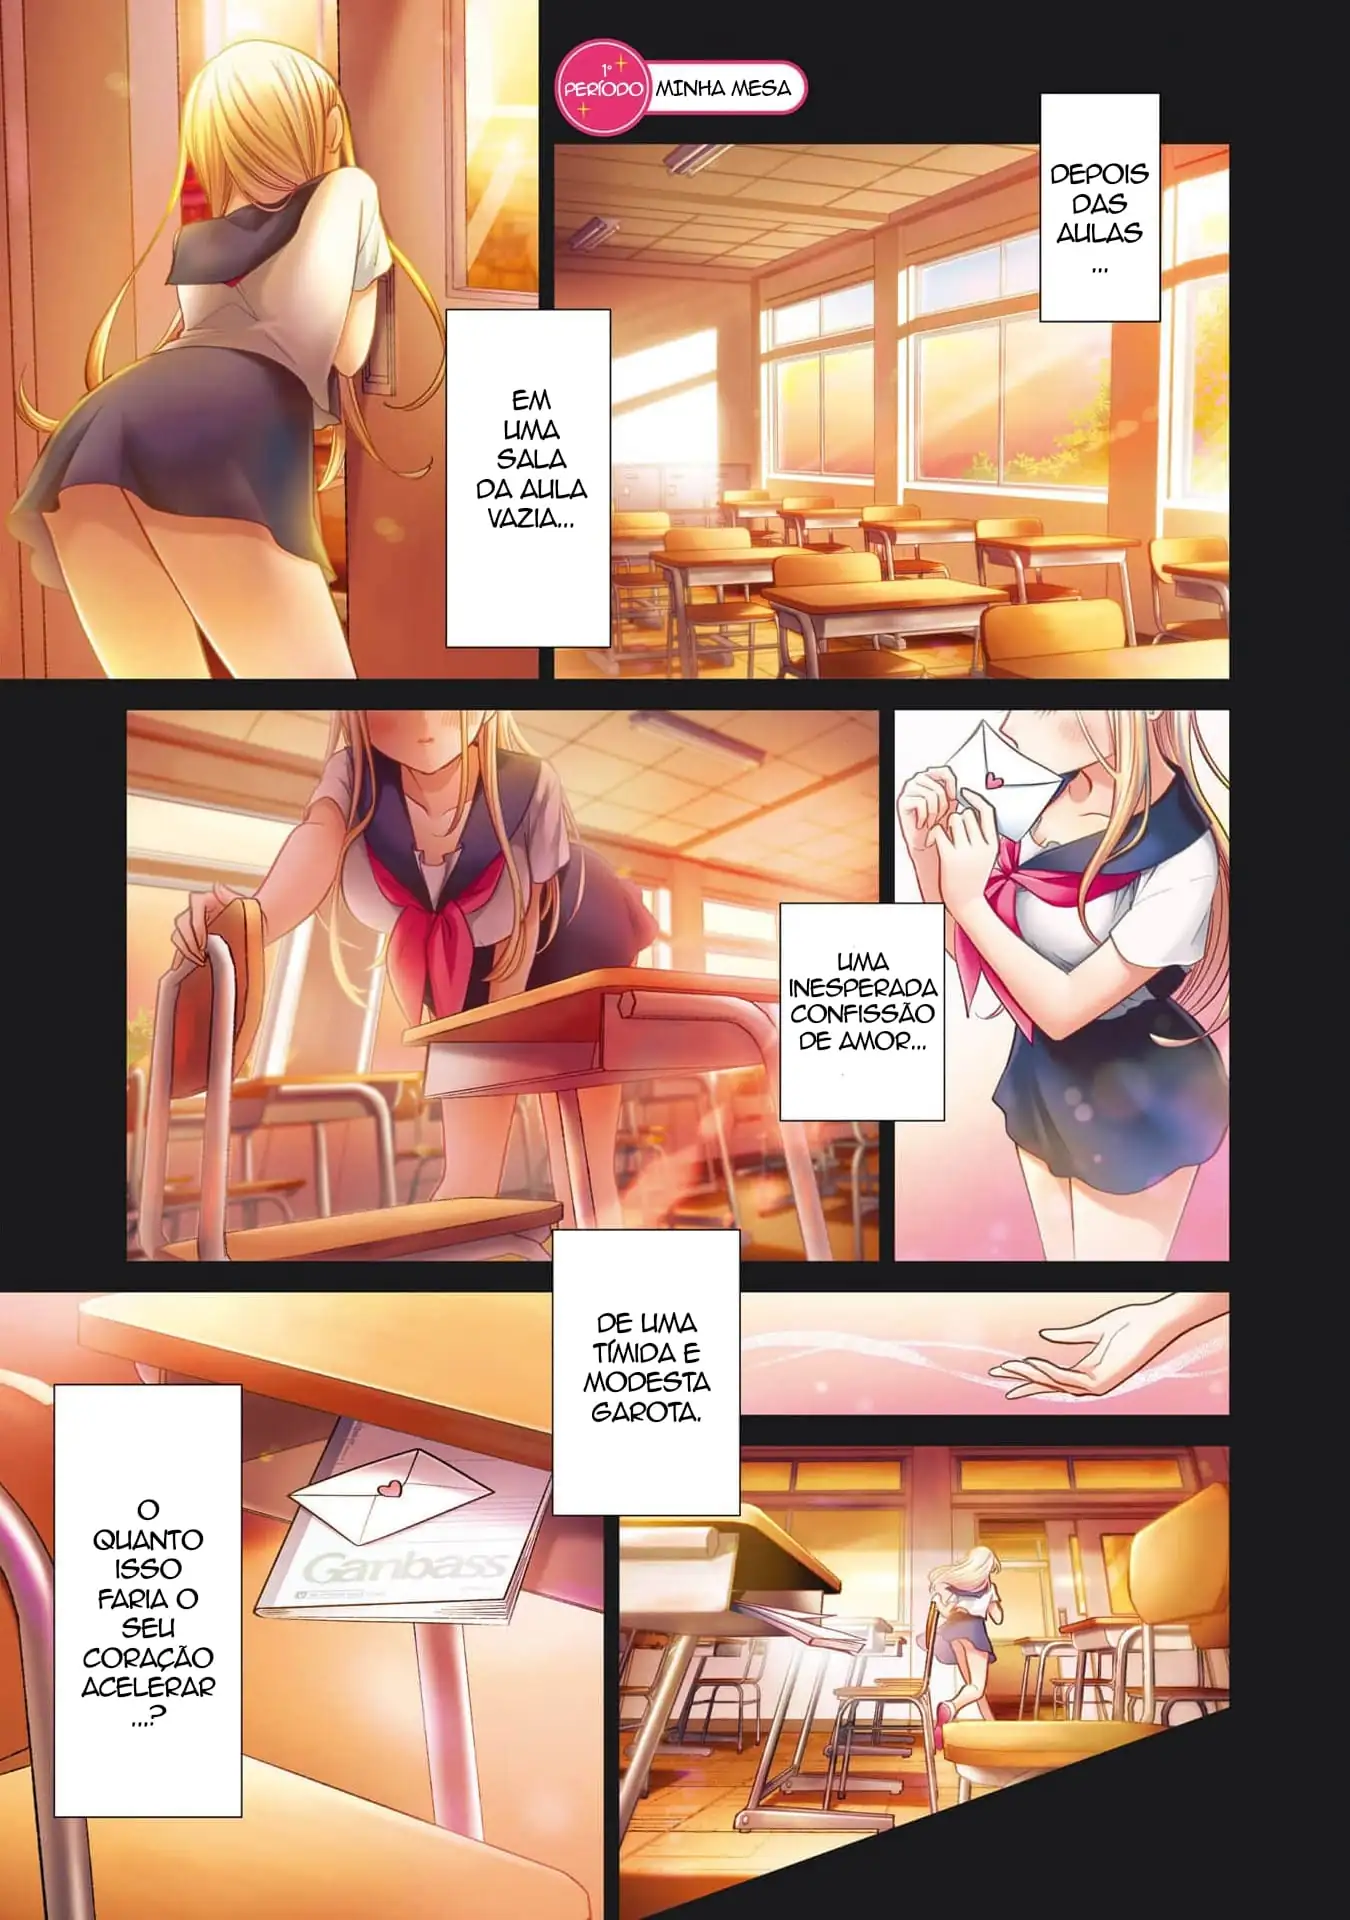 1º
PERÍODO
MINHA MESA
DEPOIS
DAS
AULAS
...
EM
UMA
SALA
DA AULA
VAZIA...
UMA
INESPERADA
CONFISSÃO
DE AMOR...
DE UMA
TÍMIDA E
MODESTA
GAROTA.
Ganbass
O
QUANTO
ISSO
FARIA O
SEU
CORAÇÃO
ACELERAR
...?